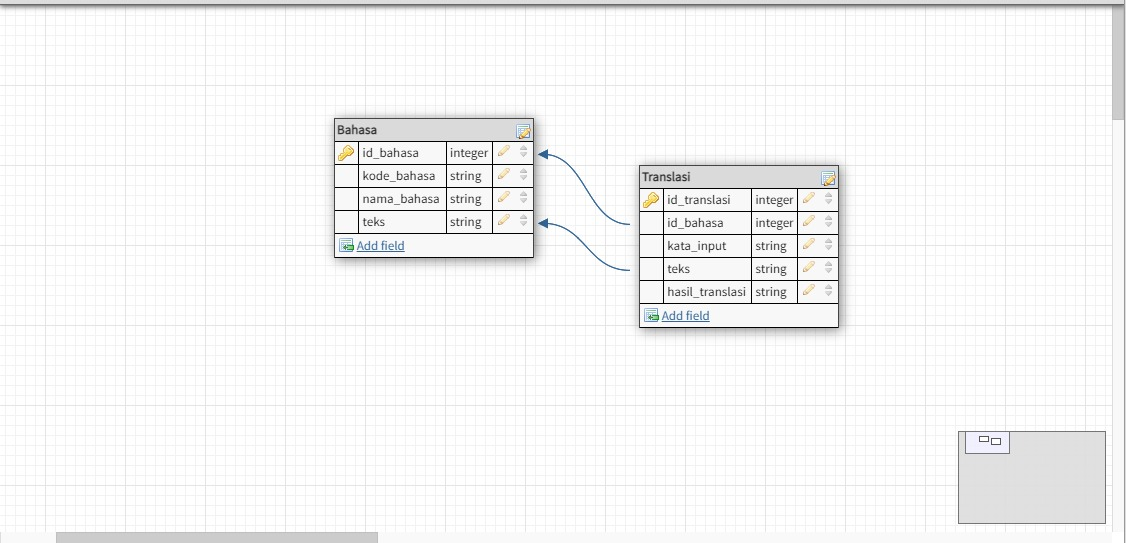 Bahasa
id_bahasa integer
kode_bahasa string
nama_bahasa string
teks string
Add field
Translasi
id_translasi integer
id_bahasa integer
kata_input string
teks string
hasil_translasi string
Add field